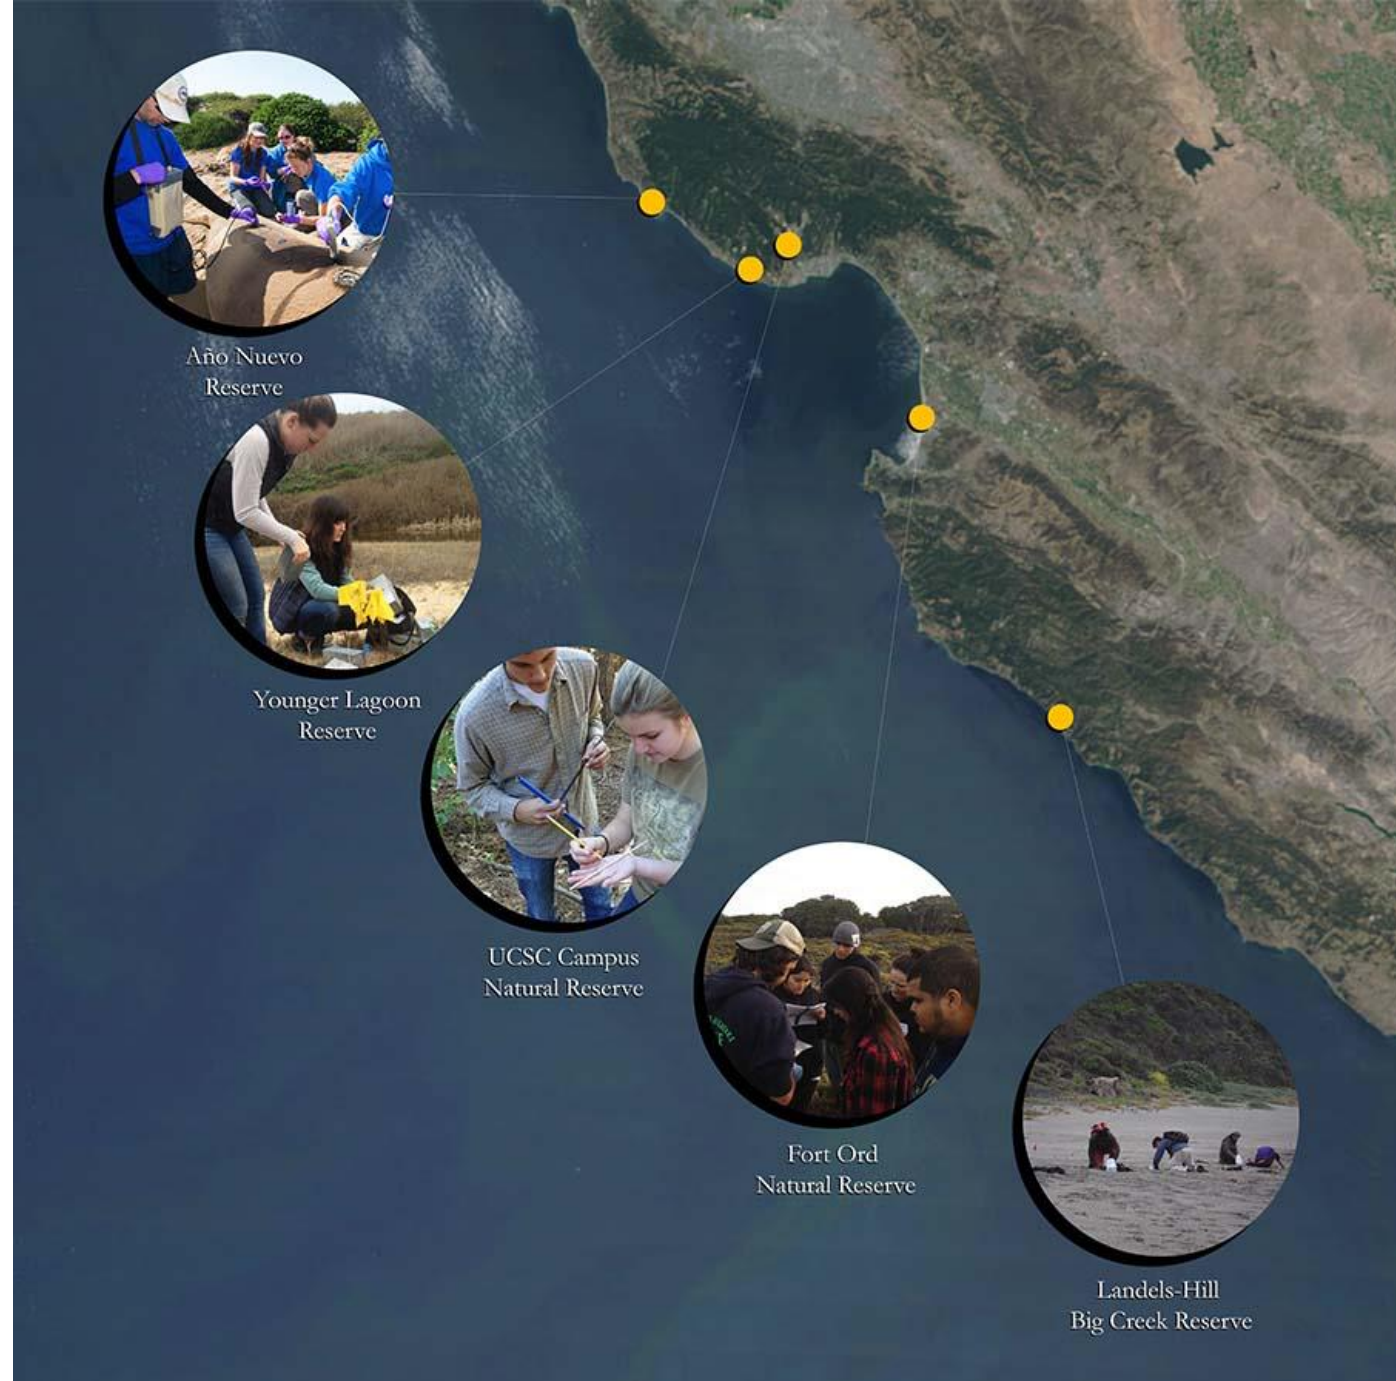 Año Nuevo
Reserve
Younger Lagoon
Reserve
UCSC Campus
Natural Reserve
Fort Ord
Natural Reserve
Landels-Hill
Big Creek Reserve